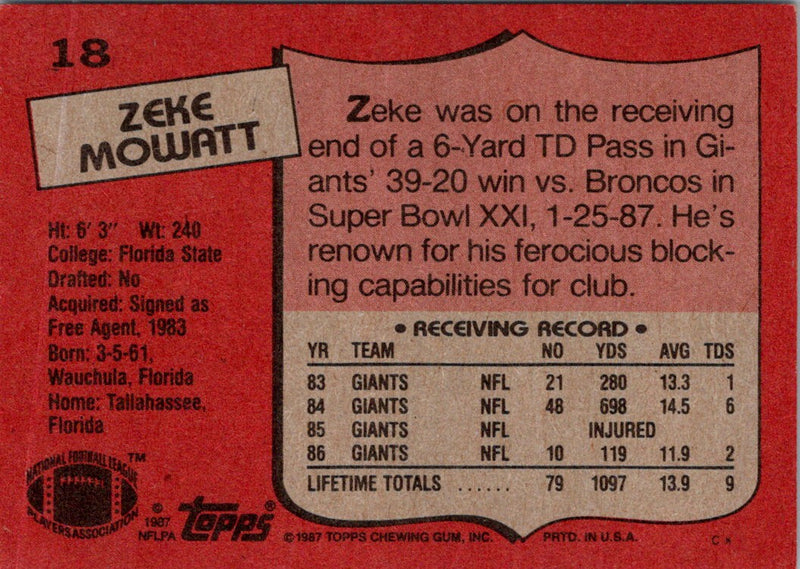 18
ZEKE
MOWATT
Ht: 6' 3" Wt: 240
College: Florida State
Drafted: No
Acquired: Signed as
Free Agent, 1983
Born: 3-5-61,
Wauchula, Florida
Home: Tallahassee,
Florida
NATIONAL FOOTBALL LEAGUE
PLAYERS ASSOCIATION
TM
© 1987
NFLPA
topps®
Zeke was on the receiving
end of a 6-Yard TD Pass in Gi-
ants' 39-20 win vs. Broncos in
Super Bowl XXI, 1-25-87. He's
renown for his ferocious block-
ing capabilities for club.
• RECEIVING RECORD •
YR TEAM NO YDS AVG TDS
83 GIANTS NFL 21 280 13.3 1
84 GIANTS NFL 48 698 14.5 6
85 GIANTS NFL INJURED
86 GIANTS NFL 10 119 11.9 2
LIFETIME TOTALS ...... 79 1097 13.9 9
© 1987 TOPPS CHEWING GUM, INC. PRTD. IN U.S.A. C*